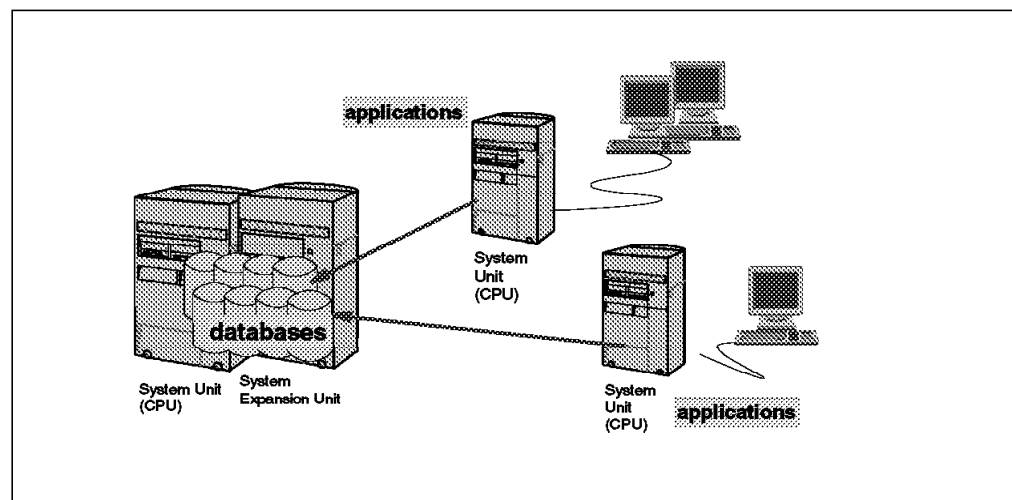 applications
System
Unit
(CPU)
databases
System Unit
(CPU)
System
Expansion Unit
System
Unit
(CPU)
applications